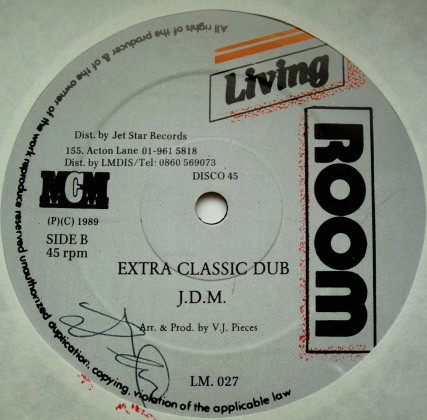 All rights of the producer & of the owner of the work reproduce reserved unauthorized duplication, copying, violation of the applicable law
Living
ROOM
Dist. by Jet Star Records
155. Acton Lane 01-961 5818
Dist. by LMDIS/Tel: 0860 569073
DISCO 45
MCM
(P)(C) 1989
SIDE B
45 rpm
EXTRA CLASSIC DUB
J.D.M.
Arr. & Prod. by V.J. Pieces
LM. 027